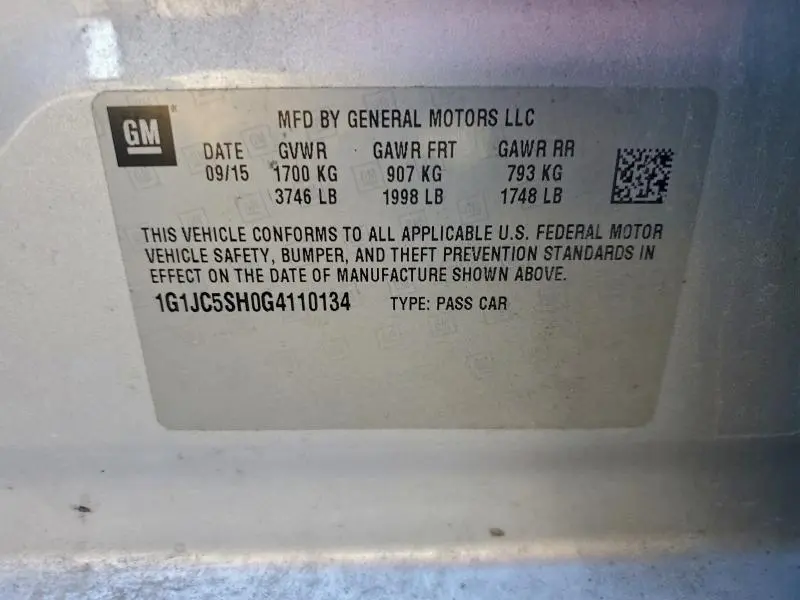 GM
MFD BY GENERAL MOTORS LLC
DATE GVWR GAWR FRT GAWR RR
09/15 1700 KG 907 KG 793 KG
3746 LB 1998 LB 1748 LB
THIS VEHICLE CONFORMS TO ALL APPLICABLE U.S. FEDERAL MOTOR
VEHICLE SAFETY, BUMPER, AND THEFT PREVENTION STANDARDS IN
EFFECT ON THE DATE OF MANUFACTURE SHOWN ABOVE.
1G1JC5SH0G4110134 TYPE: PASS CAR